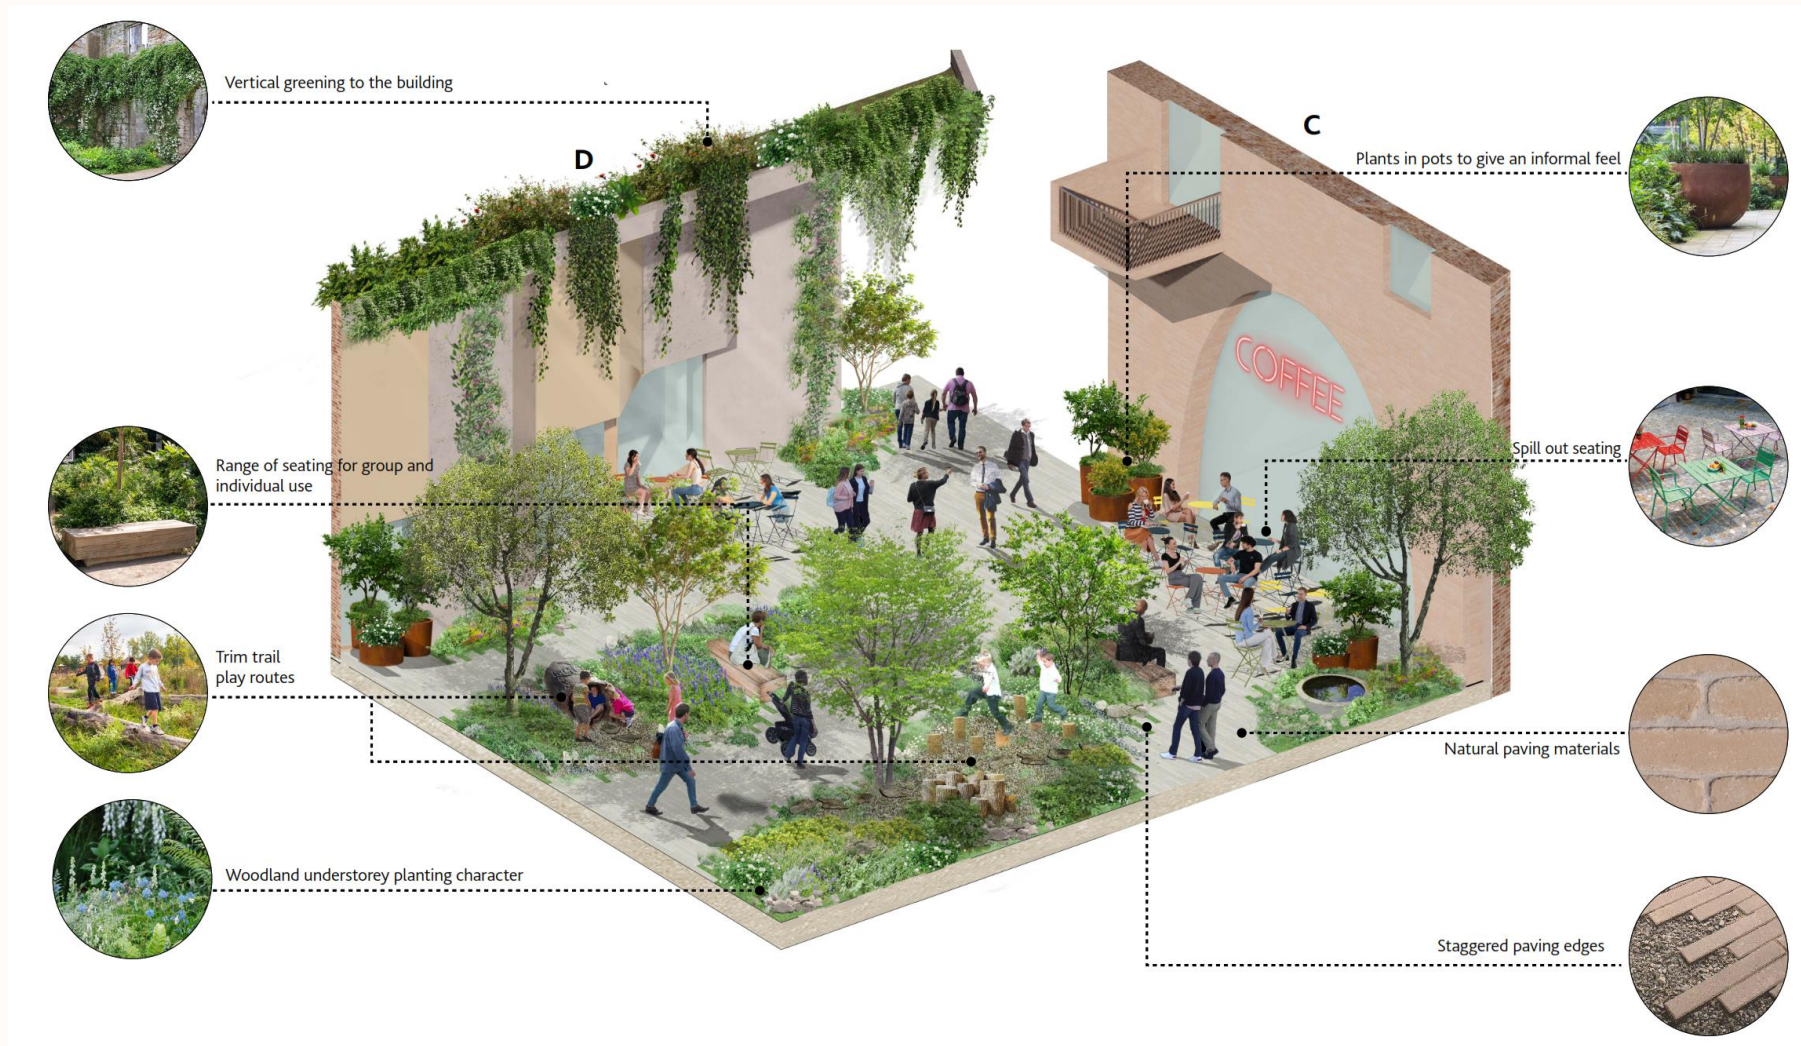 Vertical greening to the building
D
C
Plants in pots to give an informal feel
COFFEE
Range of seating for group and
individual use
Spill out seating
Trim trail
play routes
Natural paving materials
Woodland understorey planting character
Staggered paving edges